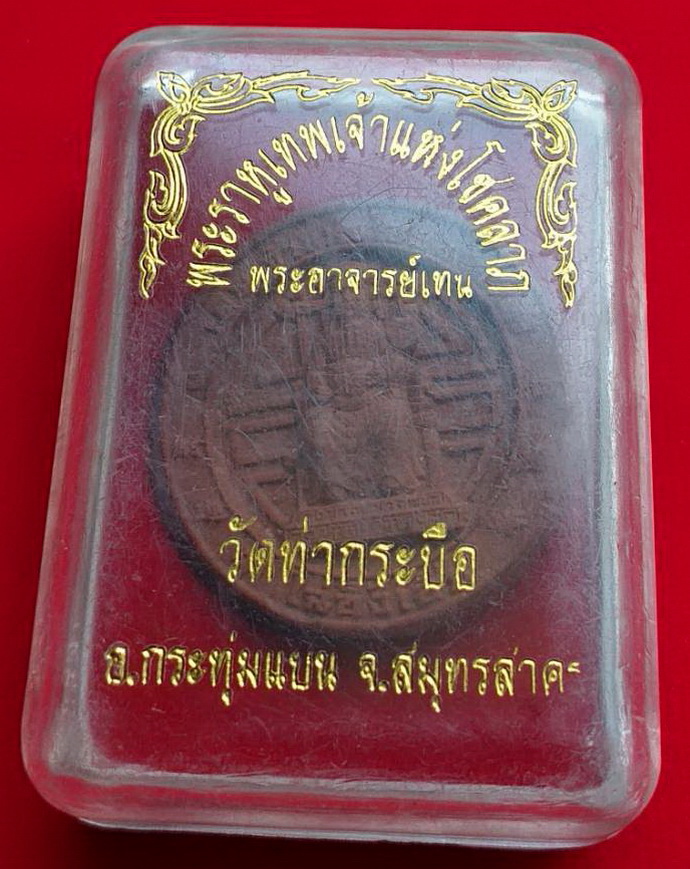 พระราหูเทพเจ้าแห่งโชคลาภ
พระอาจารย์เทน
วัดท่ากระบือ
อ.กระทุ่มแบน จ.สมุทรสาคร